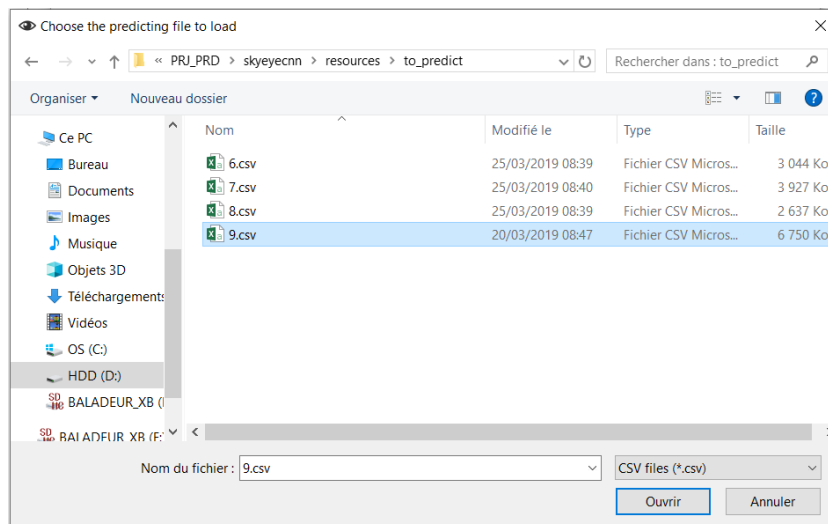 Choose the predicting file to load
« PRJ_PRD > skyeyecnn > resources > to_predict
Rechercher dans : to_predict
Organiser
Nouveau dossier
Nom
Modifié le
Type
Taille
Ce PC
Bureau
Documents
Images
Musique
Objets 3D
Téléchargements
Vidéos
OS (C:)
HDD (D:)
BALADEUR_XB (
BALADEUR_XB (F:
6.csv 25/03/2019 08:39 Fichier CSV Micros... 3 044 Ko
7.csv 25/03/2019 08:40 Fichier CSV Micros... 3 927 Ko
8.csv 25/03/2019 08:39 Fichier CSV Micros... 2 637 Ko
9.csv 20/03/2019 08:47 Fichier CSV Micros... 6 750 Ko
Nom du fichier : 9.csv
CSV files (*.csv)
Ouvrir
Annuler